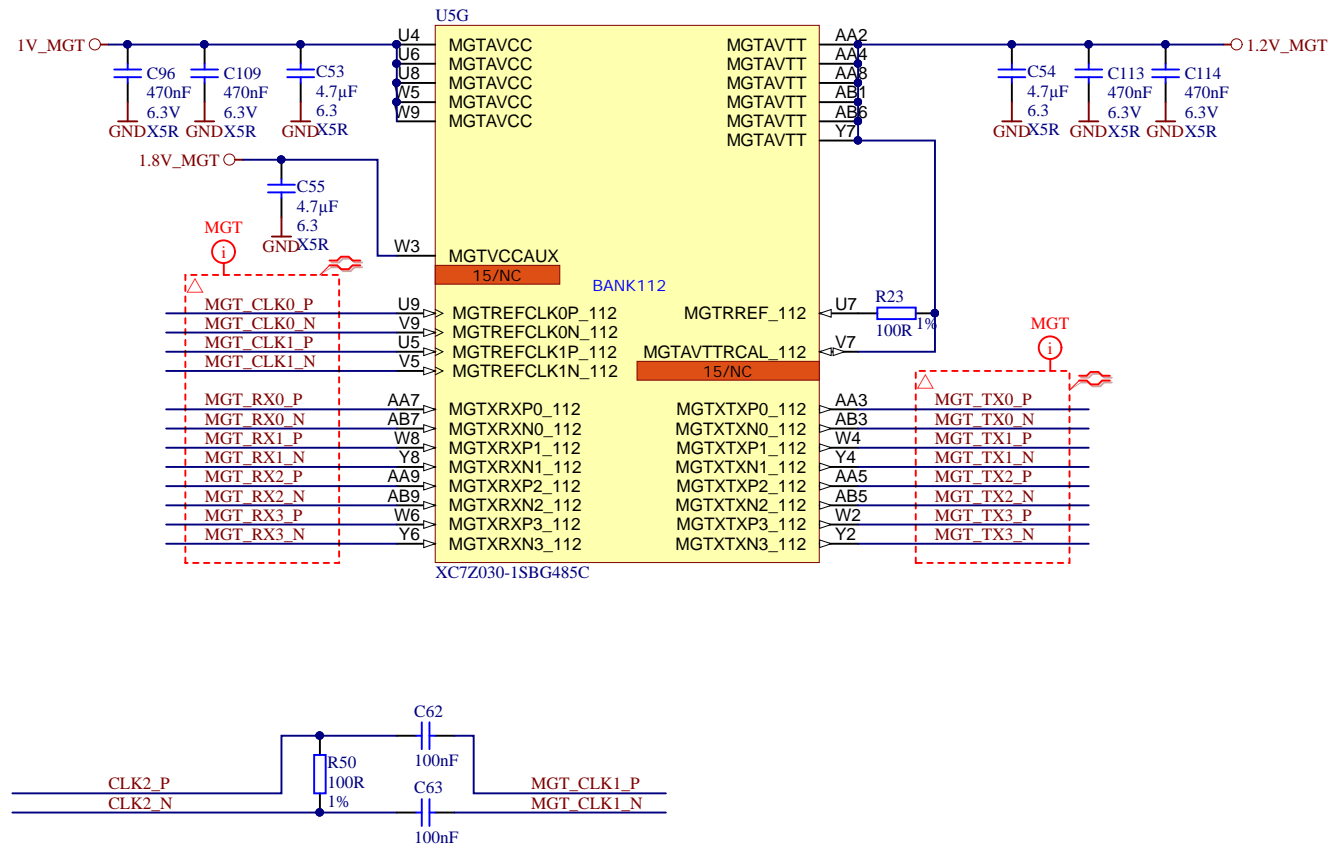 U5G
1V_MGT
C96
470nF
6.3V
X5R
GND
C109
470nF
6.3V
X5R
GND
C53
4.7µF
6.3
X5R
GND
1.8V_MGT
C55
4.7µF
6.3
X5R
GND
U4 MGTAVCC
U6 MGTAVCC
U8 MGTAVCC
W5 MGTAVCC
W9 MGTAVCC
W3 MGTVCCAUX
15/NC
BANK112
MGTAVTT AA2
MGTAVTT AA4
MGTAVTT AA8
MGTAVTT AB1
MGTAVTT AB6
MGTAVTT Y7
1.2V_MGT
C54
4.7µF
6.3
X5R
GND
C113
470nF
6.3V
X5R
GND
C114
470nF
6.3V
X5R
GND
MGT
i
MGT_CLK0_P U9 MGTREFCLK0P_112
MGT_CLK0_N V9 MGTREFCLK0N_112
MGT_CLK1_P U5 MGTREFCLK1P_112
MGT_CLK1_N V5 MGTREFCLK1N_112
MGTRREF_112 U7
R23
100R
1%
MGTAVTTRCAL_112 V7
15/NC
MGT
i
MGT_RX0_P AA7 MGTXRXP0_112
MGT_RX0_N AB7 MGTXRXN0_112
MGT_RX1_P W8 MGTXRXP1_112
MGT_RX1_N Y8 MGTXRXN1_112
MGT_RX2_P AA9 MGTXRXP2_112
MGT_RX2_N AB9 MGTXRXN2_112
MGT_RX3_P W6 MGTXRXP3_112
MGT_RX3_N Y6 MGTXRXN3_112
MGTXTXP0_112 AA3 MGT_TX0_P
MGTXTXN0_112 AB3 MGT_TX0_N
MGTXTXP1_112 W4 MGT_TX1_P
MGTXTXN1_112 Y4 MGT_TX1_N
MGTXTXP2_112 AA5 MGT_TX2_P
MGTXTXN2_112 AB5 MGT_TX2_N
MGTXTXP3_112 W2 MGT_TX3_P
MGTXTXN3_112 Y2 MGT_TX3_N
XC7Z030-1SBG485C
CLK2_P
CLK2_N
R50
100R
1%
C62
100nF
C63
100nF
MGT_CLK1_P
MGT_CLK1_N